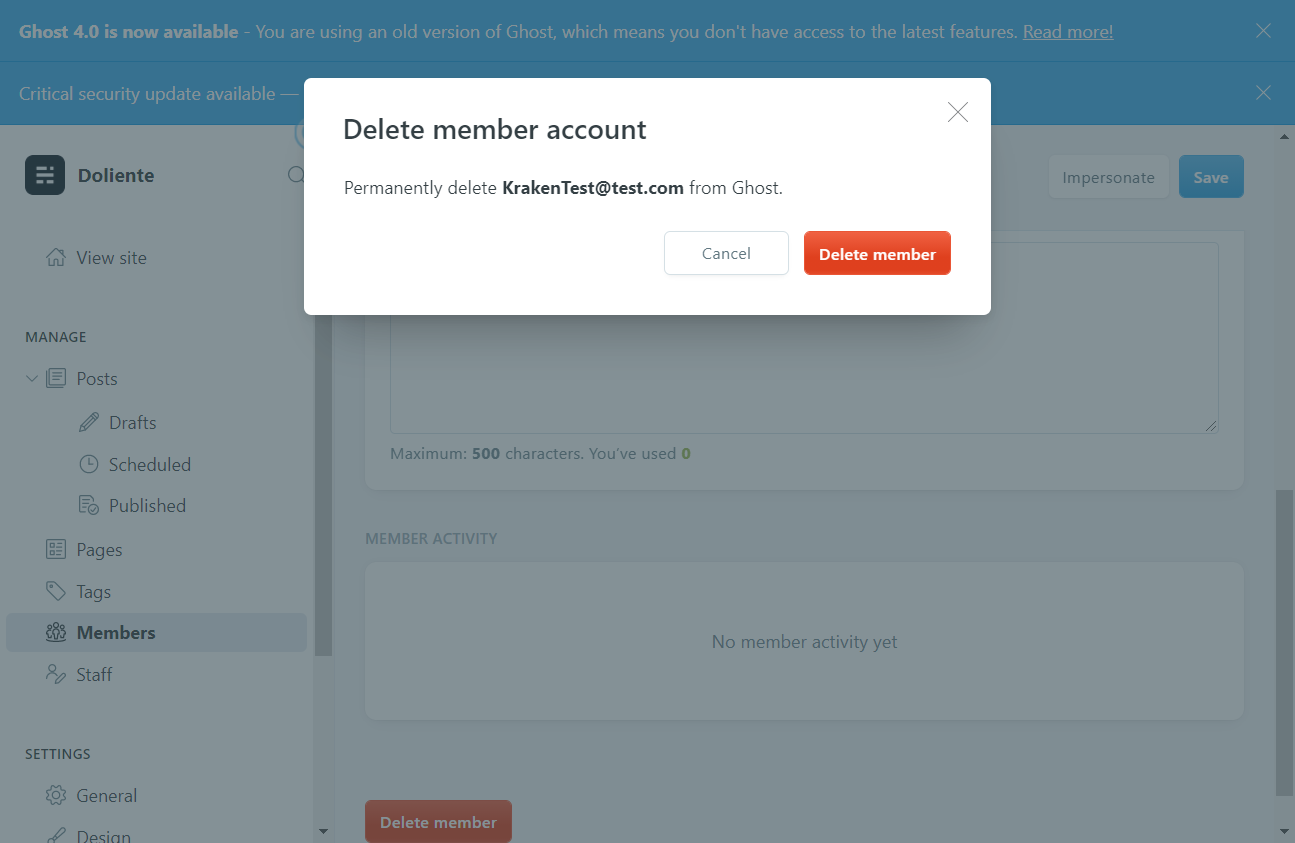 Ghost 4.0 is now available - You are using an old version of Ghost, which means you don't have access to the latest features. Read more!
Critical security update available —
Delete member account
Permanently delete KrakenTest@test.com from Ghost.
Cancel
Delete member
Doliente
Impersonate
Save
View site
MANAGE
Posts
Drafts
Scheduled
Published
Pages
Tags
Members
Staff
SETTINGS
General
Design
Maximum: 500 characters. You’ve used 0
MEMBER ACTIVITY
No member activity yet
Delete member